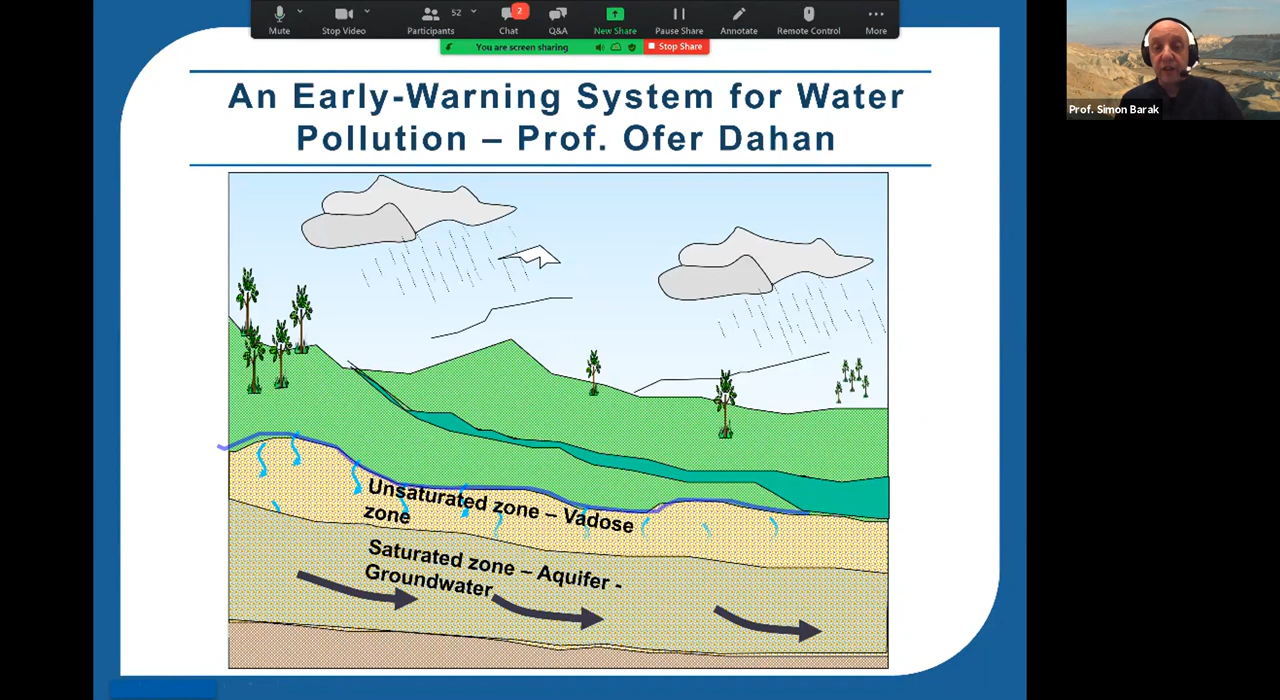 Mute
Stop Video
52
Participants
2
Chat
Q&A
New Share
Pause Share
Annotate
Remote Control
More
You are screen sharing
Stop Share
Prof. Simon Barak
An Early-Warning System for Water
Pollution – Prof. Ofer Dahan
Unsaturated zone – Vadose
zone
Saturated zone – Aquifer -
Groundwater